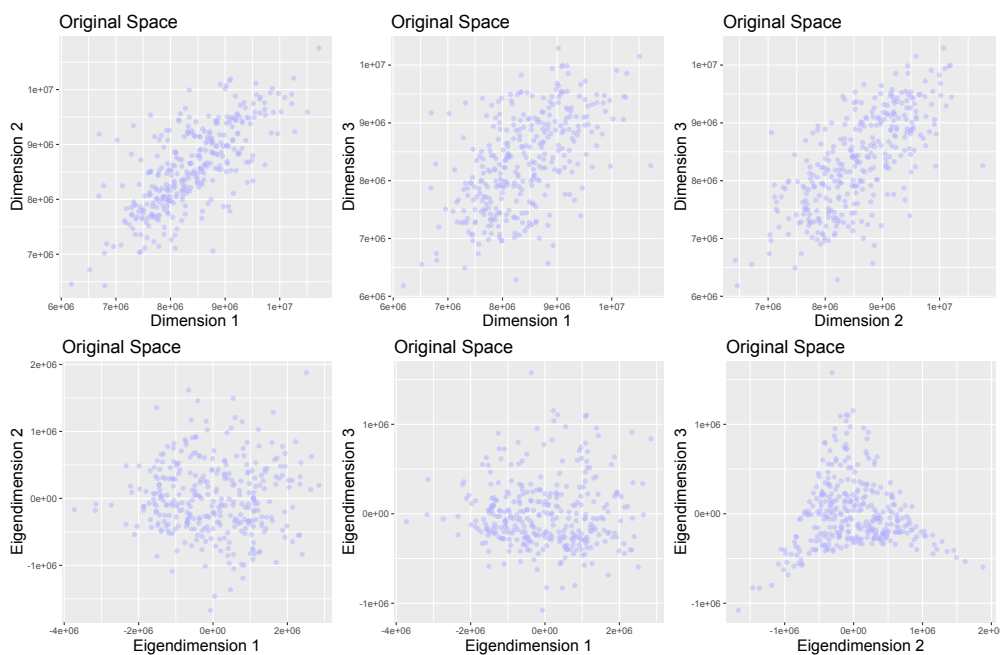 Original Space
Original Space
Original Space
Dimension 2
1e+07
9e+06
8e+06
7e+06
6e+06
7e+06
8e+06
9e+06
1e+07
Dimension 1
Dimension 3
1e+07
9e+06
8e+06
7e+06
6e+06
6e+06
7e+06
8e+06
9e+06
1e+07
Dimension 1
Dimension 3
1e+07
9e+06
8e+06
7e+06
6e+06
7e+06
8e+06
9e+06
1e+07
Dimension 2
Original Space
Original Space
Original Space
Eigendimension 2
2e+06
1e+06
0e+00
-1e+06
-4e+06
-2e+06
0e+00
2e+06
Eigendimension 1
Eigendimension 3
1e+06
0e+00
-1e+06
-4e+06
-2e+06
0e+00
2e+06
Eigendimension 1
Eigendimension 3
1e+06
0e+00
-1e+06
-1e+06
0e+00
1e+06
2e+0
Eigendimension 2